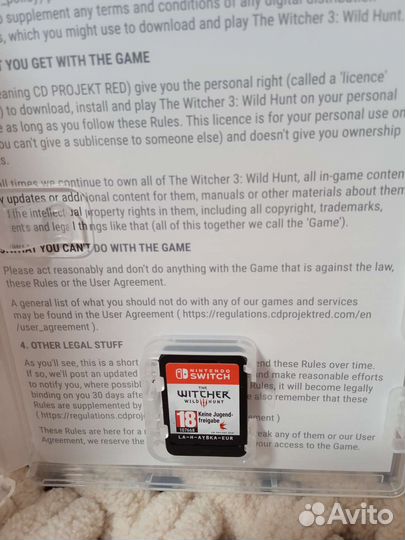 o supplement any terms and conditions of any digital distribution
s, which you might use to download and play The Witcher 3: Wild Hunt.
T YOU GET WITH THE GAME
eaning CD PROJEKT RED) give you the personal right (called a 'licence'
) to download, install and play The Witcher 3: Wild Hunt on your personal
e as long as you follow these Rules. This licence is for your personal use on
u can't give a sublicense to someone else) and doesn't give you ownership
s.
all times we continue to own all of The Witcher 3: Wild Hunt, all in-game conten
updates or additional content for them, manuals or other materials about them
the intellectual property rights in them, including all copyright, trademarks,
ents and legal things like that (all of this together we call the 'Game').
WHAT YOU CAN'T DO WITH THE GAME
Please act reasonably and don't do anything with the Game that is against the law,
these Rules or the User Agreement.
A general list of what you should not do with any of our games and services
may be found in the User Agreement ( https://regulations.cdprojektred.com/en
/user_agreement ).
4. OTHER LEGAL STUFF
As you'll see, this is a short end these Rules over time.
If so, we'll post an updated make reasonable efforts
to notify you, where possible , it will become legally
binding on you 30 days afte e also remember that these
Rules are supplemented by
(https://regulations.cdprojektred eement )
These Rules are here for a eak any of them or our User
Agreement, we reserve the your access to the Game.
NINTENDO
SWITCH
THE
WITCHER
WILD HUNT
18
107668
Keine Jugend-
freigabe
LA-H-AYBKA-EUR
Avito